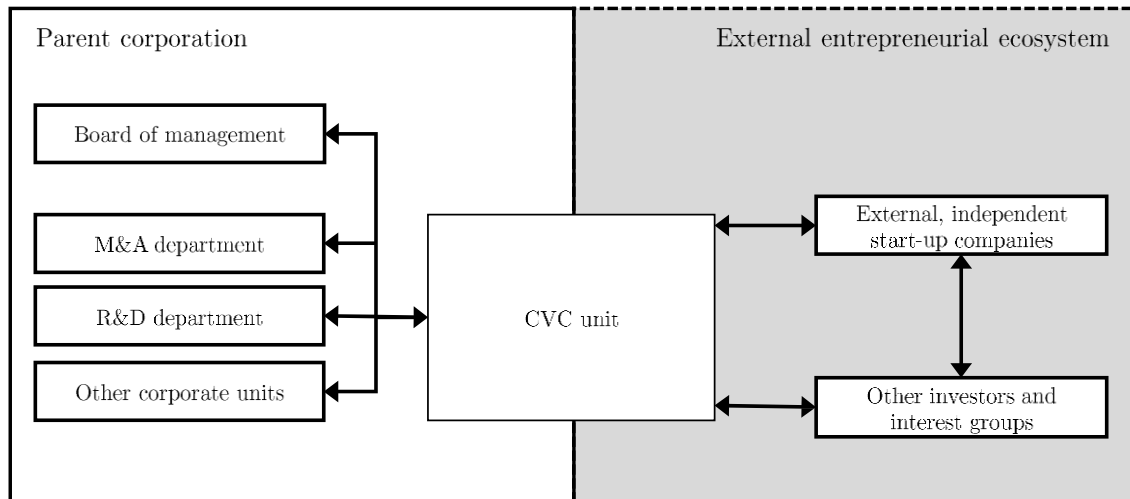 Parent corporation
External entrepreneurial ecosystem
Board of management
M&A department
R&D department
Other corporate units
CVC unit
External, independent
start-up companies
Other investors and
interest groups